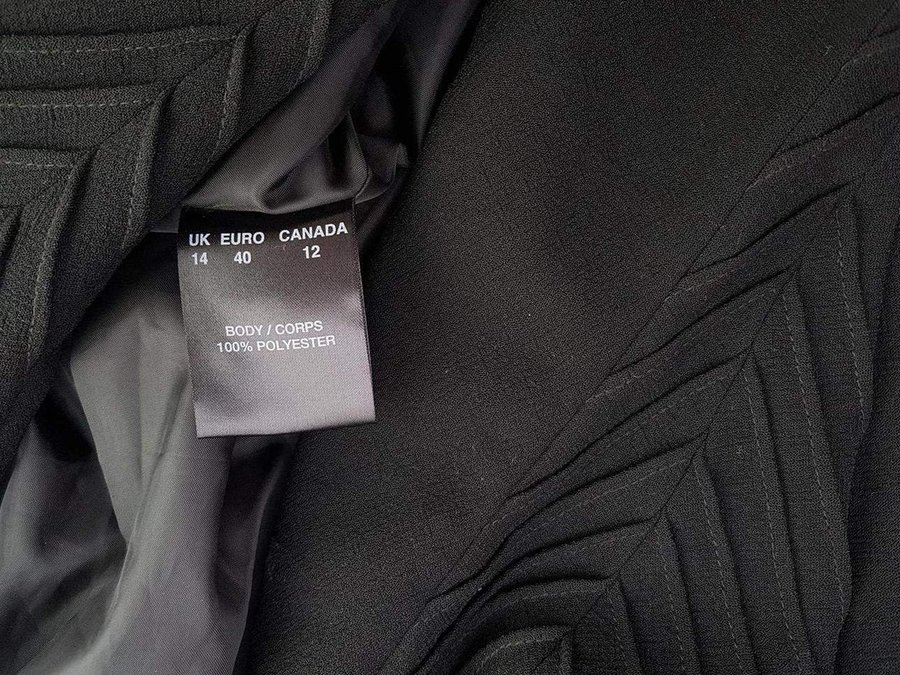 UK EURO CANADA
14 40 12
BODY / CORPS
100% POLYESTER